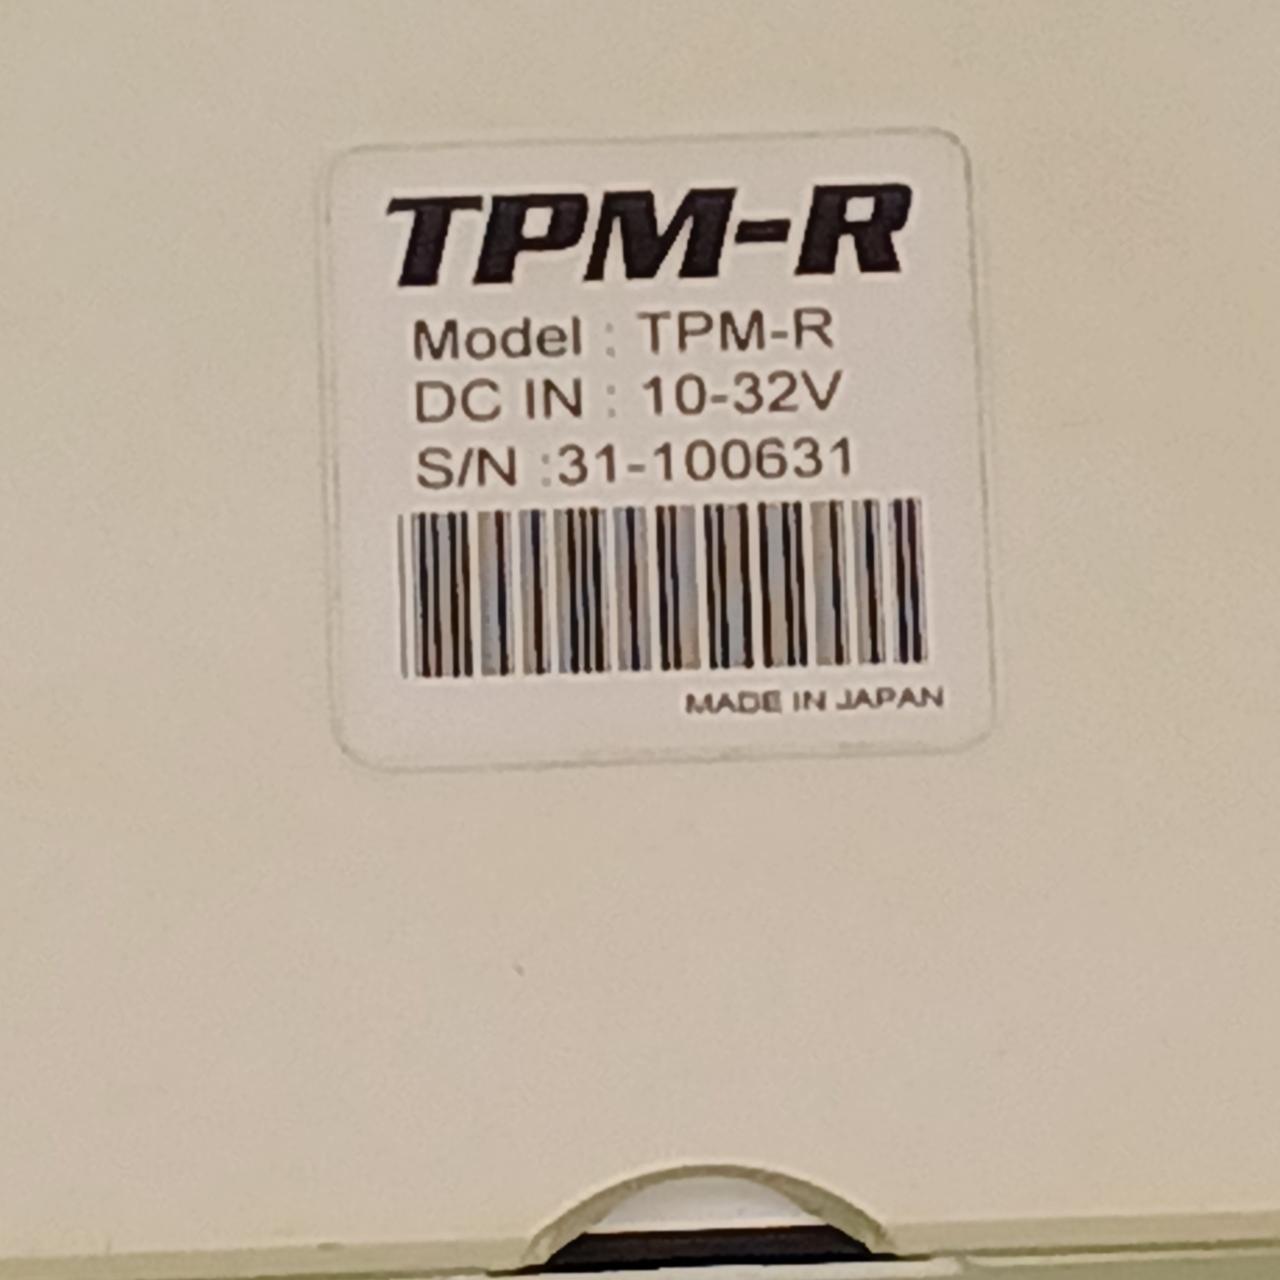 TPM-R
Model : TPM-R
DC IN : 10-32V
S/N :31-100631
MADE IN JAPAN